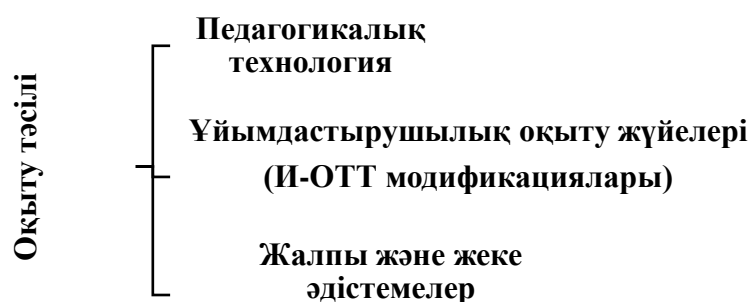 Оқыту тәсілі
Педагогикалық
технология
Ұйымдастырушылық оқыту жүйелері
(И-ОТТ модификациялары)
Жалпы және жеке
әдістемелер